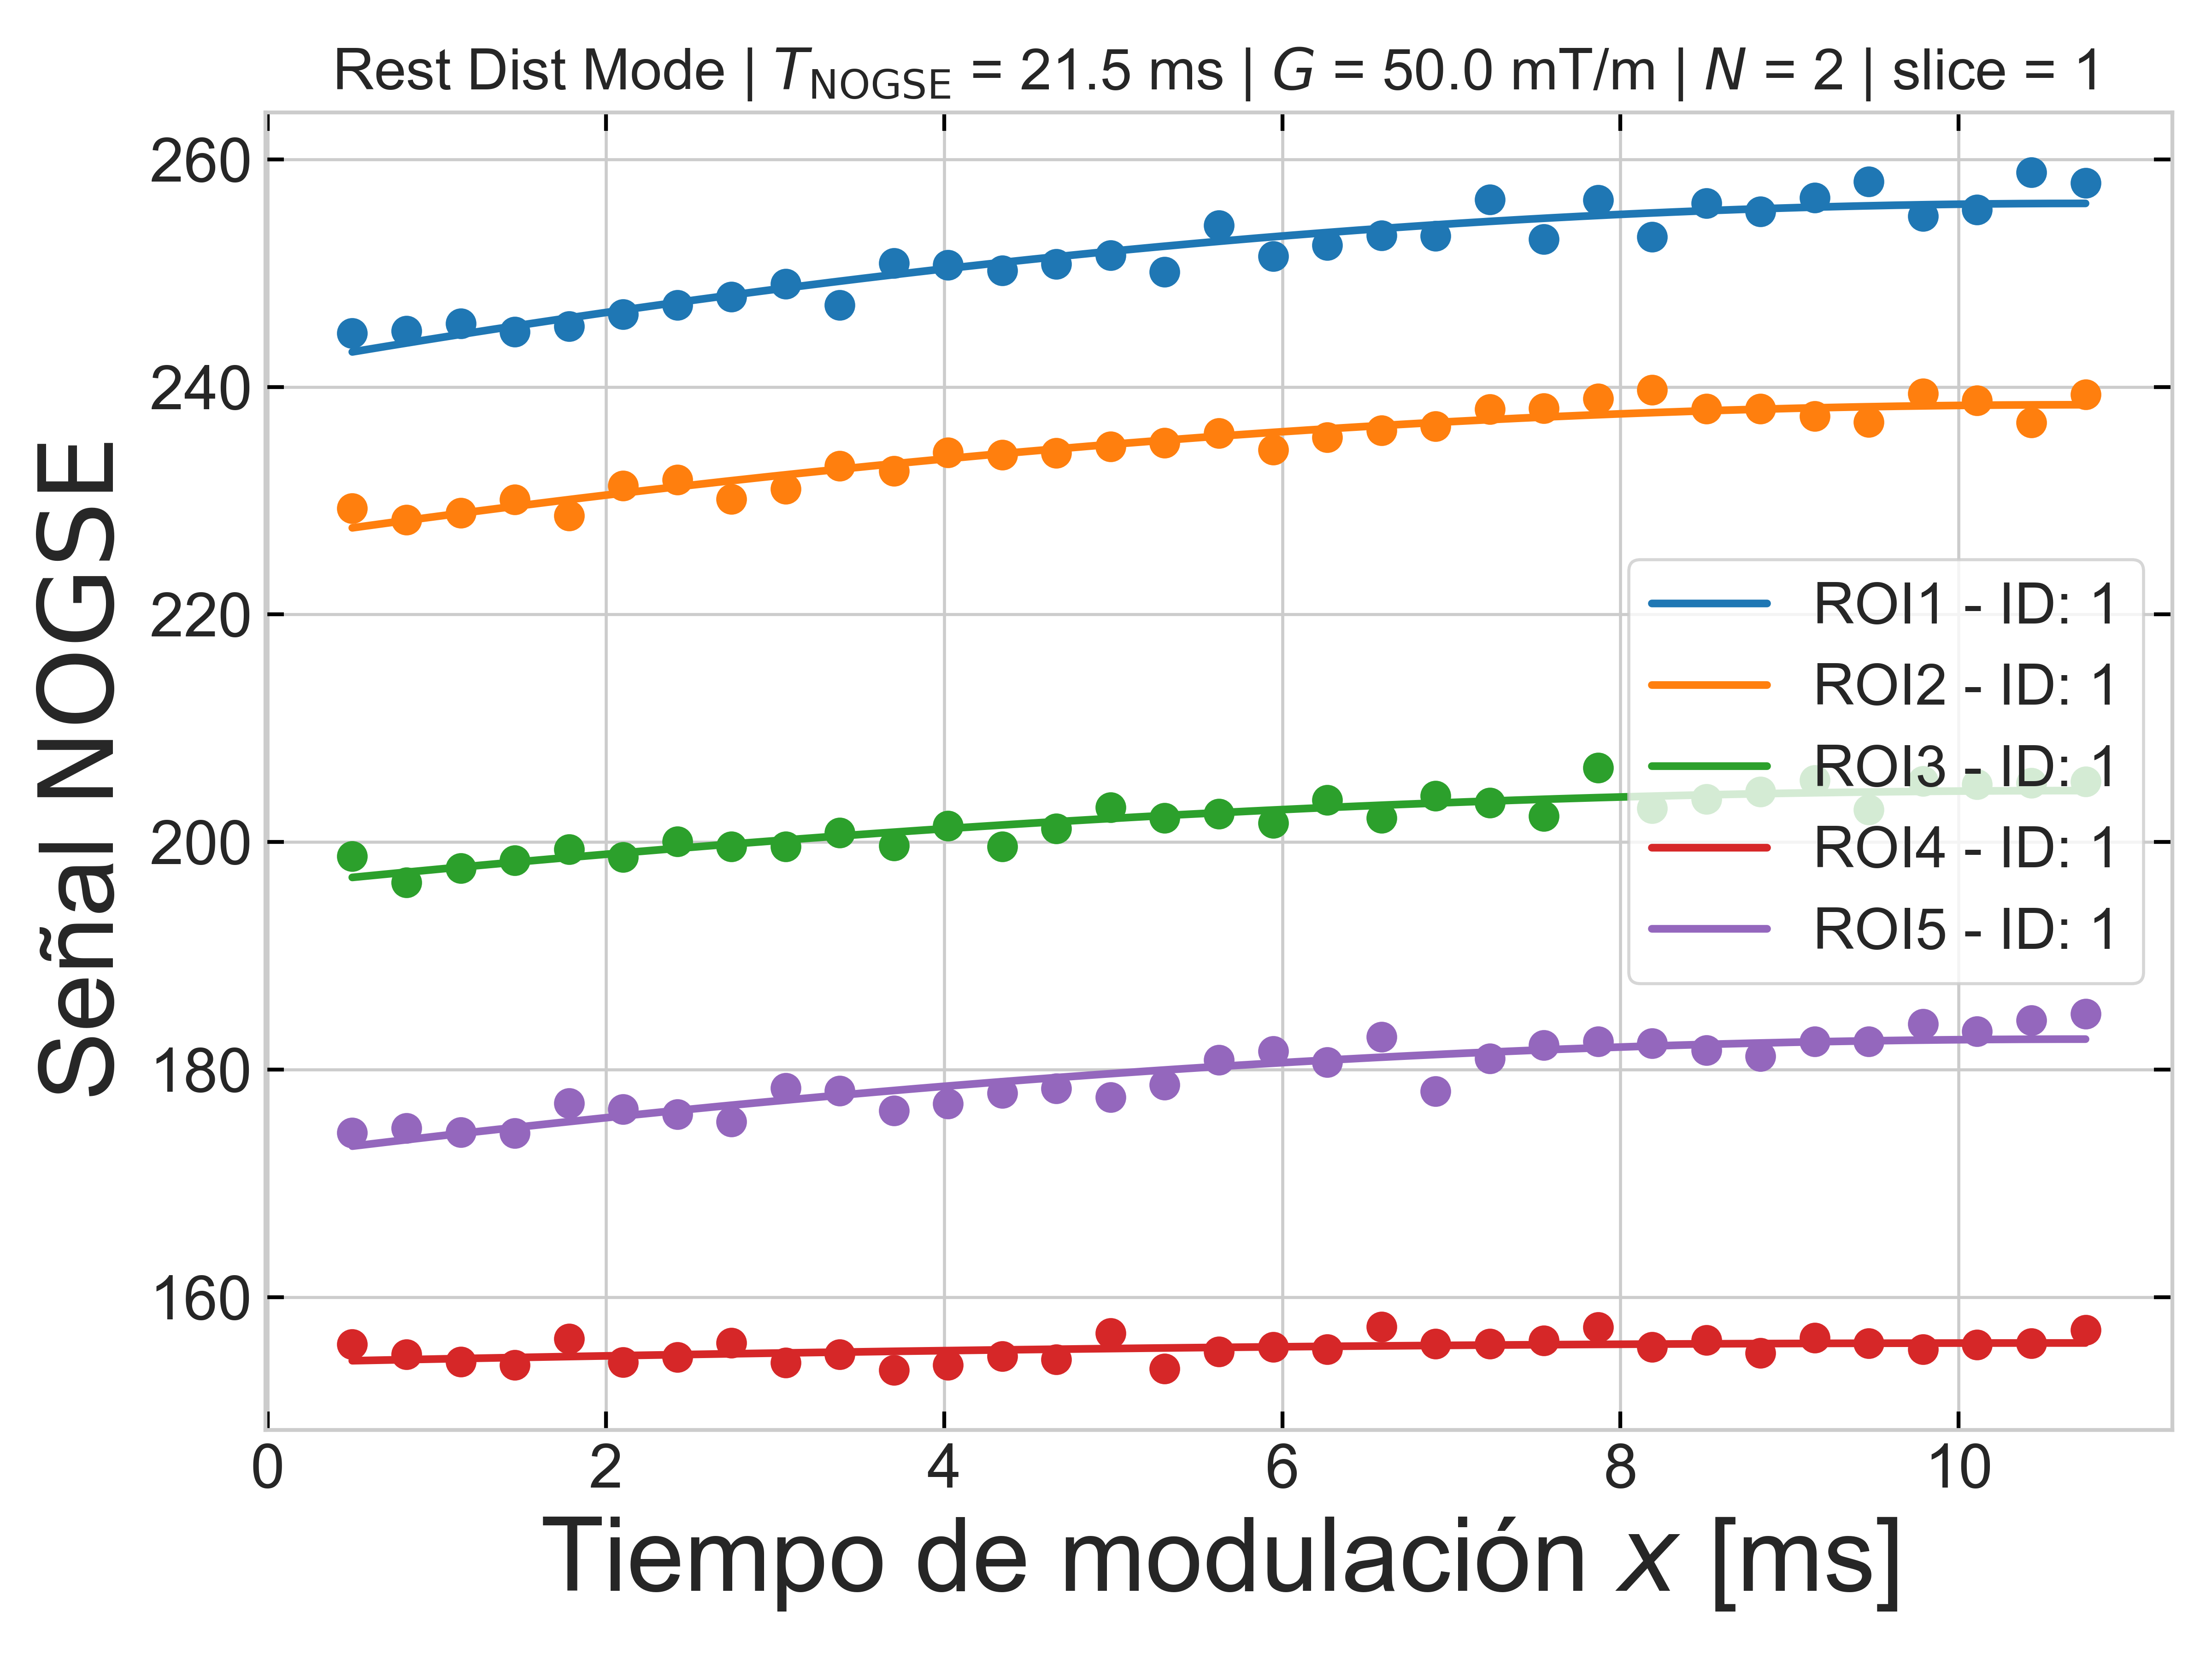 Rest Dist Mode | T_NOGSE = 21.5 ms | G = 50.0 mT/m | N = 2 | slice = 1
Señal NOGSE
260
240
220
200
180
160
ROI1 - ID: 1
ROI2 - ID: 1
ROI3 - ID: 1
ROI4 - ID: 1
ROI5 - ID: 1
0 2 4 6 8 10
Tiempo de modulación x [ms]